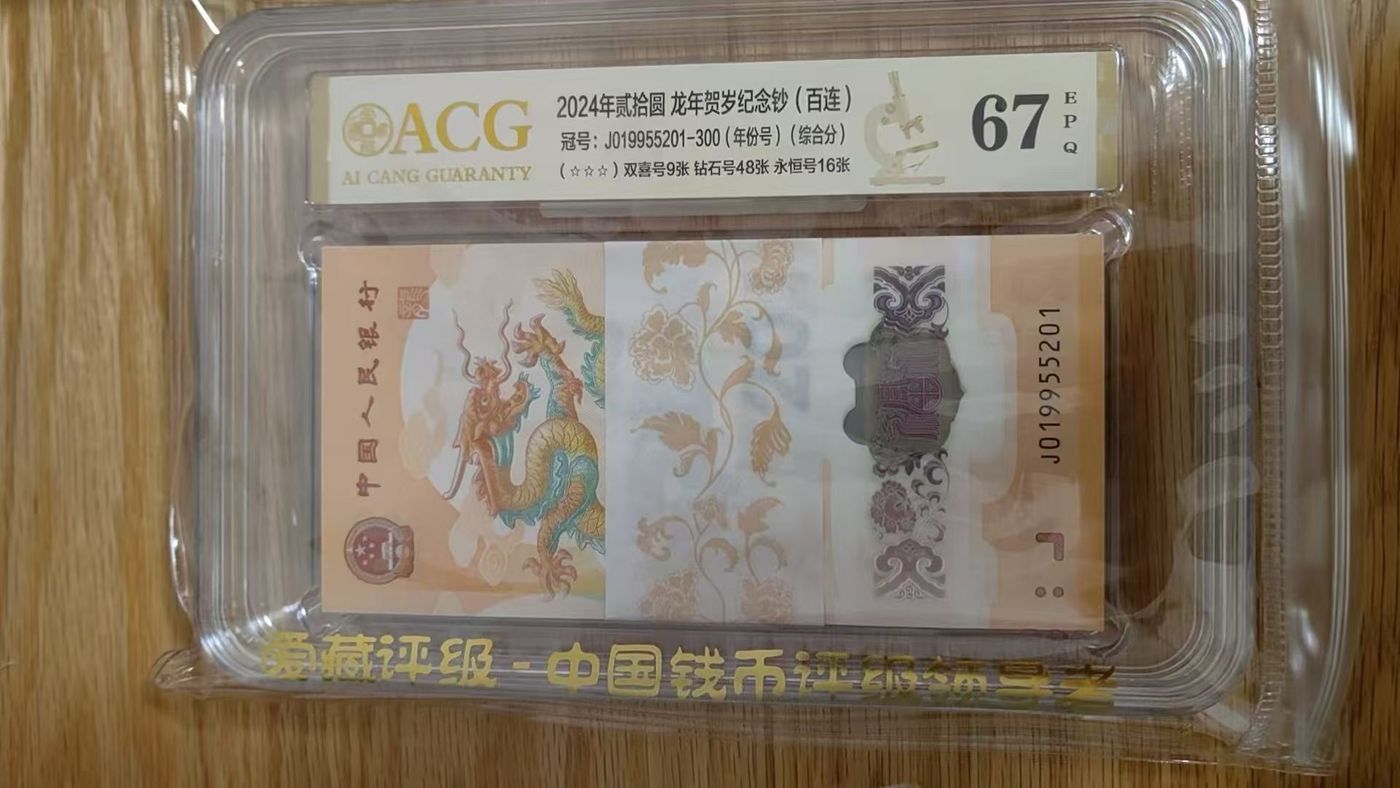 ACG
AI CANG GUARANTY
2024年贰拾圆 龙年贺岁纪念钞（百连）
冠号：J019955201-300（年份号）（综合分）
（☆☆☆）双喜号9张 钻石号48张 永恒号16张
67
EPQ
中国人民银行
J019955201
爱藏评级-中国钱币评级领导者